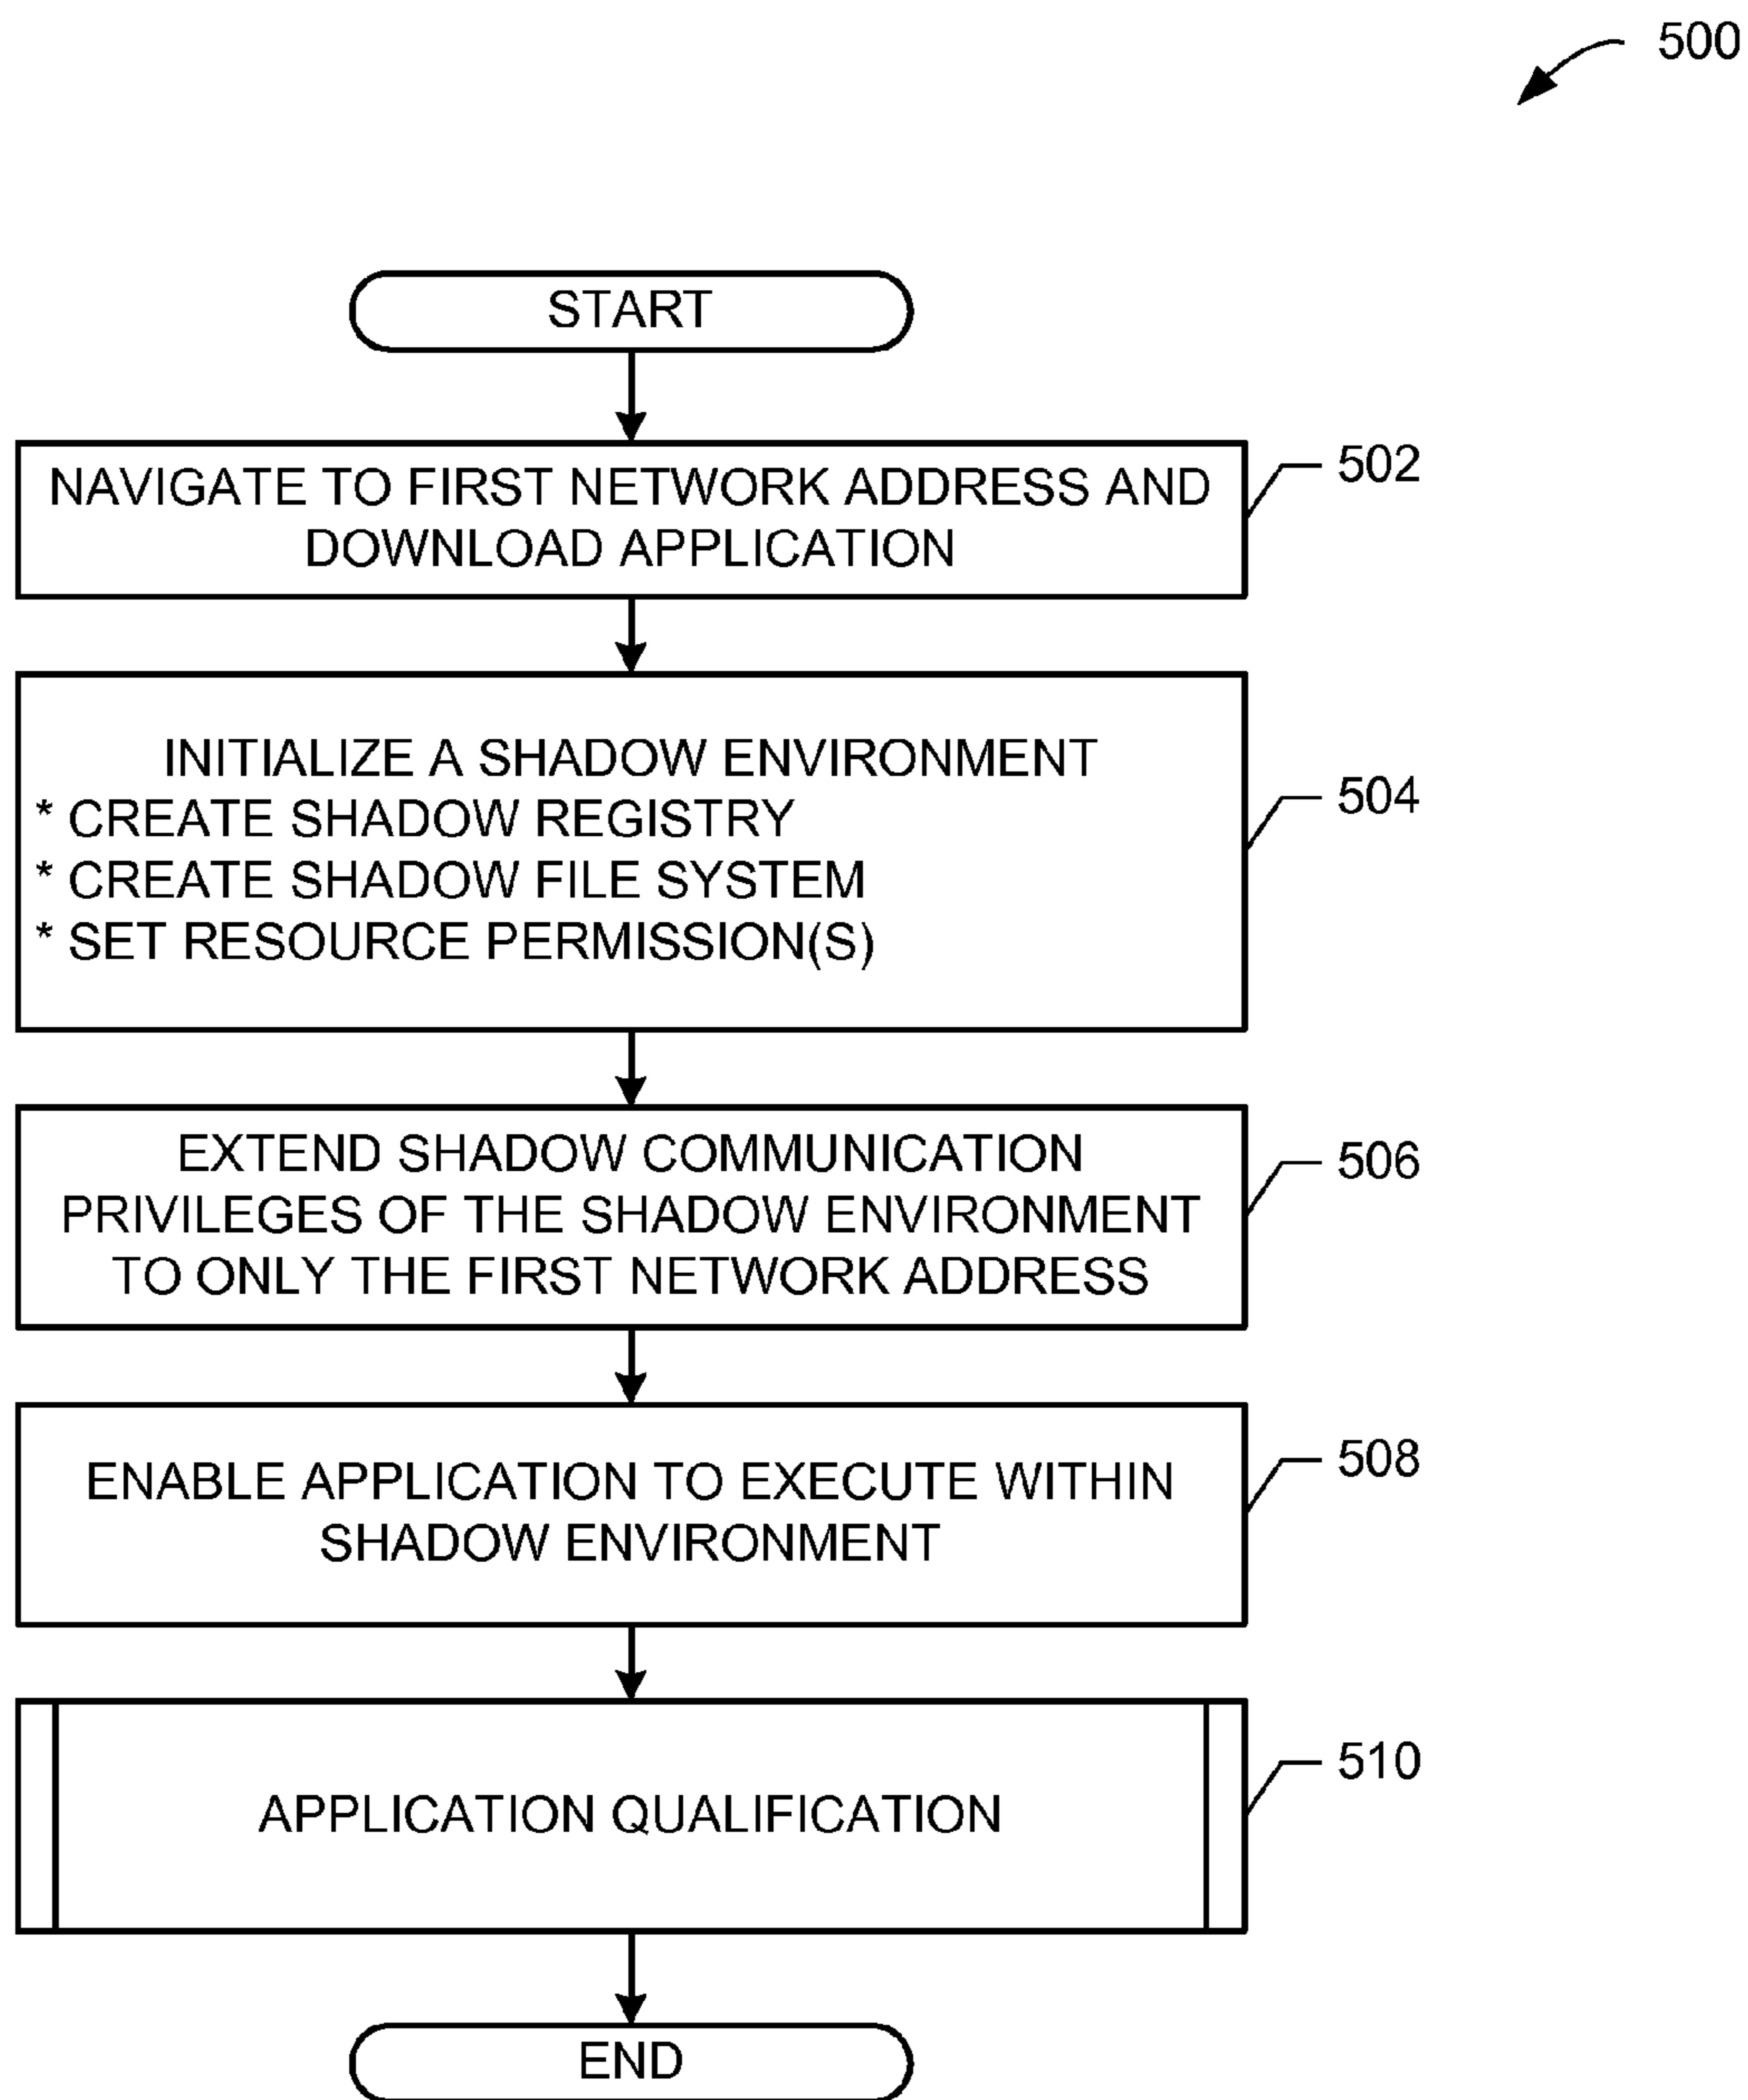 500
START
NAVIGATE TO FIRST NETWORK ADDRESS AND
DOWNLOAD APPLICATION
502
INITIALIZE A SHADOW ENVIRONMENT
* CREATE SHADOW REGISTRY
* CREATE SHADOW FILE SYSTEM
* SET RESOURCE PERMISSION(S)
504
EXTEND SHADOW COMMUNICATION
PRIVILEGES OF THE SHADOW ENVIRONMENT
TO ONLY THE FIRST NETWORK ADDRESS
506
ENABLE APPLICATION TO EXECUTE WITHIN
SHADOW ENVIRONMENT
508
APPLICATION QUALIFICATION
510
END